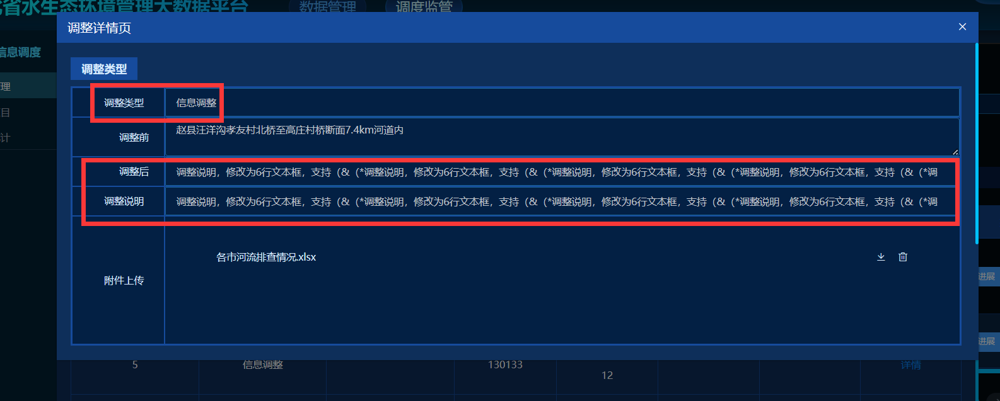 省水生态环境管理大数据平台
数据管理
调度监管
调整详情页
信息调度
调整类型
理
调整类型
信息调整
目
调整前
赵县汪洋沟孝友村北桥至高庄村桥断面7.4km河道内
计
调整后
调整说明，修改为6行文本框，支持（&（*调整说明，修改为6行文本框，支持（&（*调整说明，修改为6行文本框，支持（&（*调整说明，修改为6行文本框，支持（&（*调
调整说明
调整说明，修改为6行文本框，支持（&（*调整说明，修改为6行文本框，支持（&（*调整说明，修改为6行文本框，支持（&（*调整说明，修改为6行文本框，支持（&（*调
各市河流排查情况.xlsx
附件上传
进展
进展
5
信息调整
130133
12
详情